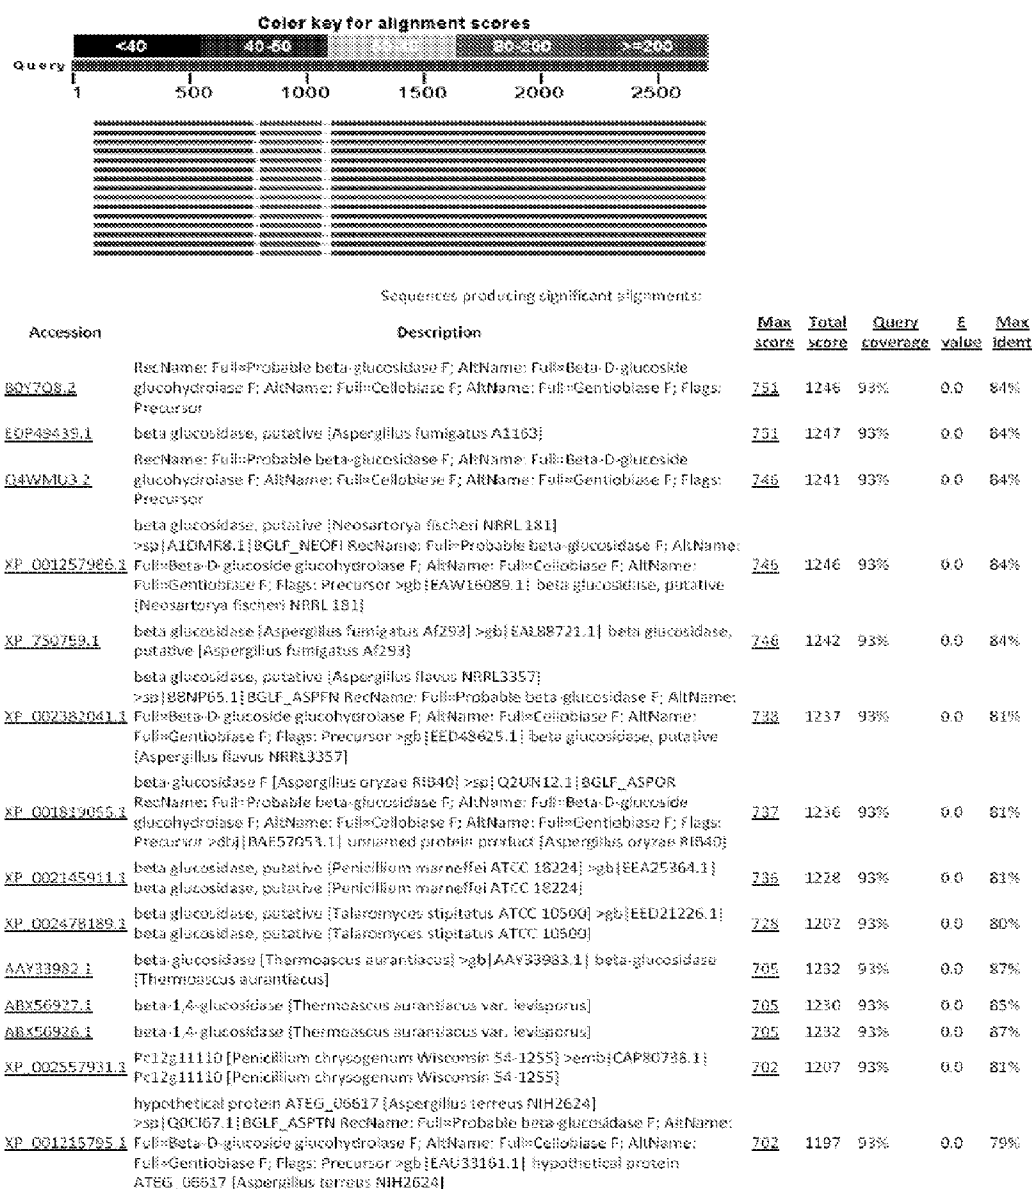 Color key for alignment scores
<40 40-50 80-200 >=200
Query
1 500 1000 1500 2000 2500
Sequences producing significant alignments:
Accession Description Max score Total score Query coverage E value Max ident
B0Y7Q8.2 RecName: Full=Probable beta-glucosidase F; AltName: Full=Beta-D-glucoside
glucohydrolase F; AltName: Full=Cellobiase F; AltName: Full=Gentiobiase F; Flags:
Precursor 751 1246 93% 0.0 84%
EDP49439.1 beta glucosidase, putative [Aspergillus fumigatus A1163] 751 1247 93% 0.0 84%
Q4WMU3.2 RecName: Full=Probable beta-glucosidase F; AltName: Full=Beta-D-glucoside
glucohydrolase F; AltName: Full=Cellobiase F; AltName: Full=Gentiobiase F; Flags:
Precursor 746 1241 93% 0.0 84%
XP_001257986.1 beta glucosidase, putative [Neosartorya fischeri NRRL 181]
>sp|A1DMR8.1|BGLF_NEOFI RecName: Full=Probable beta-glucosidase F; AltName:
Full=Beta-D-glucoside glucohydrolase F; AltName: Full=Cellobiase F; AltName:
Full=Gentiobiase F; Flags: Precursor >gb|EAW16089.1| beta glucosidase, putative
[Neosartorya fischeri NRRL 181] 746 1246 93% 0.0 84%
XP_750759.1 beta glucosidase [Aspergillus fumigatus Af293] >gb|EAL88721.1| beta glucosidase,
putative [Aspergillus fumigatus Af293] 746 1242 93% 0.0 84%
XP_002382041.1 beta glucosidase, putative [Aspergillus flavus NRRL3357]
>sp|B8NP65.1|BGLF_ASPFN RecName: Full=Probable beta-glucosidase F; AltName:
Full=Beta-D-glucoside glucohydrolase F; AltName: Full=Cellobiase F; AltName:
Full=Gentiobiase F; Flags: Precursor >gb|EED48625.1| beta glucosidase, putative
[Aspergillus flavus NRRL3357] 738 1237 93% 0.0 81%
XP_001819055.1 beta-glucosidase F [Aspergillus oryzae RIB40] >sp|Q2UN12.1|BGLF_ASPOR
RecName: Full=Probable beta-glucosidase F; AltName: Full=Beta-D-glucoside
glucohydrolase F; AltName: Full=Cellobiase F; AltName: Full=Gentiobiase F; Flags:
Precursor >dbj|BAE57053.1| unnamed protein product [Aspergillus oryzae RIB40] 737 1236 93% 0.0 81%
XP_002145911.1 beta glucosidase, putative [Penicillium marneffei ATCC 18224] >gb|EEA25364.1|
beta glucosidase, putative [Penicillium marneffei ATCC 18224] 736 1228 93% 0.0 81%
XP_002478189.1 beta glucosidase, putative [Talaromyces stipitatus ATCC 10500] >gb|EED21226.1|
beta glucosidase, putative [Talaromyces stipitatus ATCC 10500] 728 1202 93% 0.0 80%
AAY33982.1 beta-glucosidase [Thermoascus aurantiacus] >gb|AAY33983.1| beta-glucosidase
[Thermoascus aurantiacus] 705 1232 93% 0.0 87%
ABX56927.1 beta-1,4-glucosidase [Thermoascus aurantiacus var. levisporus] 705 1230 93% 0.0 85%
ABX56926.1 beta-1,4-glucosidase [Thermoascus aurantiacus var. levisporus] 705 1232 93% 0.0 87%
XP_002557931.1 Pc12g11110 [Penicillium chrysogenum Wisconsin 54-1255] >emb|CAP80738.1|
Pc12g11110 [Penicillium chrysogenum Wisconsin 54-1255] 702 1207 93% 0.0 81%
XP_001215795.1 hypothetical protein ATEG_06617 [Aspergillus terreus NIH2624]
>sp|Q0CI67.1|BGLF_ASPTN RecName: Full=Probable beta-glucosidase F; AltName:
Full=Beta-D-glucoside glucohydrolase F; AltName: Full=Cellobiase F; AltName:
Full=Gentiobiase F; Flags: Precursor >gb|EAU33161.1| hypothetical protein
ATEG_06617 [Aspergillus terreus NIH2624] 702 1197 93% 0.0 79%